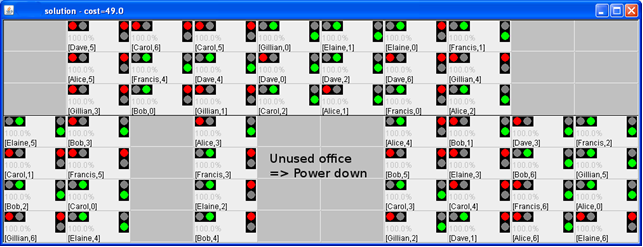 solution - cost=49.0
100.0% 100.0% 100.0% 100.0% 100.0% 100.0% 100.0%
[Dave,5] [Carol,6] [Carol,5] [Gillian,0] [Elaine,1] [Elaine,0] [Francis,1]
100.0% 100.0% 100.0% 100.0% 100.0% 100.0% 100.0%
[Alice,5] [Francis,4] [Dave,4] [Dave,0] [Dave,2] [Dave,6] [Gillian,4]
100.0% 100.0% 100.0% 100.0% 100.0% 100.0% 100.0%
[Gillian,3] [Bob,0] [Gillian,1] [Carol,2] [Alice,1] [Francis,0] [Alice,2]
100.0% 100.0% 100.0% 100.0% 100.0% 100.0% 100.0%
[Elaine,5] [Bob,3] [Alice,3] [Alice,4] [Bob,1] [Dave,3] [Francis,2]
Unused office
=> Power down
100.0% 100.0% 100.0% 100.0% 100.0% 100.0% 100.0%
[Carol,1] [Francis,5] [Francis,3] [Bob,5] [Elaine,3] [Bob,6] [Gillian,5]
100.0% 100.0% 100.0% 100.0% 100.0% 100.0% 100.0%
[Bob,2] [Carol,0] [Elaine,2] [Carol,3] [Carol,4] [Francis,6] [Alice,0]
100.0% 100.0% 100.0% 100.0% 100.0% 100.0% 100.0%
[Gillian,6] [Elaine,4] [Bob,4] [Gillian,2] [Dave,1] [Alice,6] [Elaine,6]